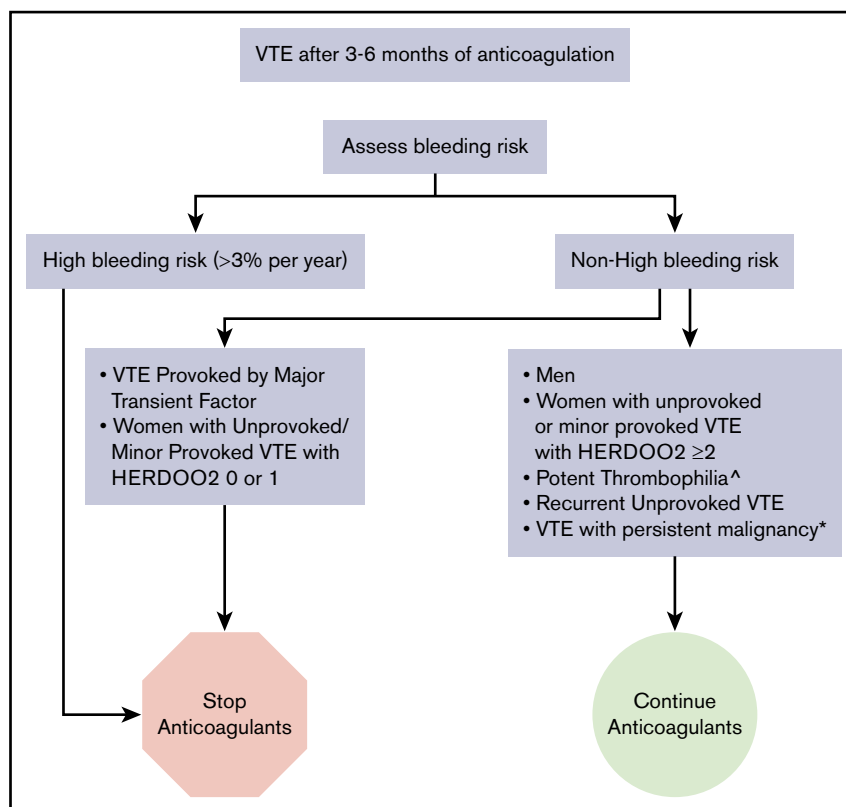 VTE after 3-6 months of anticoagulation
Assess bleeding risk
High bleeding risk (>3% per year)
Non-High bleeding risk
• VTE Provoked by Major
Transient Factor
• Women with Unprovoked/
Minor Provoked VTE with
HERDOO2 0 or 1
• Men
• Women with unprovoked
or minor provoked VTE
with HERDOO2 ≥2
• Potent Thrombophilia^
• Recurrent Unprovoked VTE
• VTE with persistent malignancy*
Stop
Anticoagulants
Continue
Anticoagulants